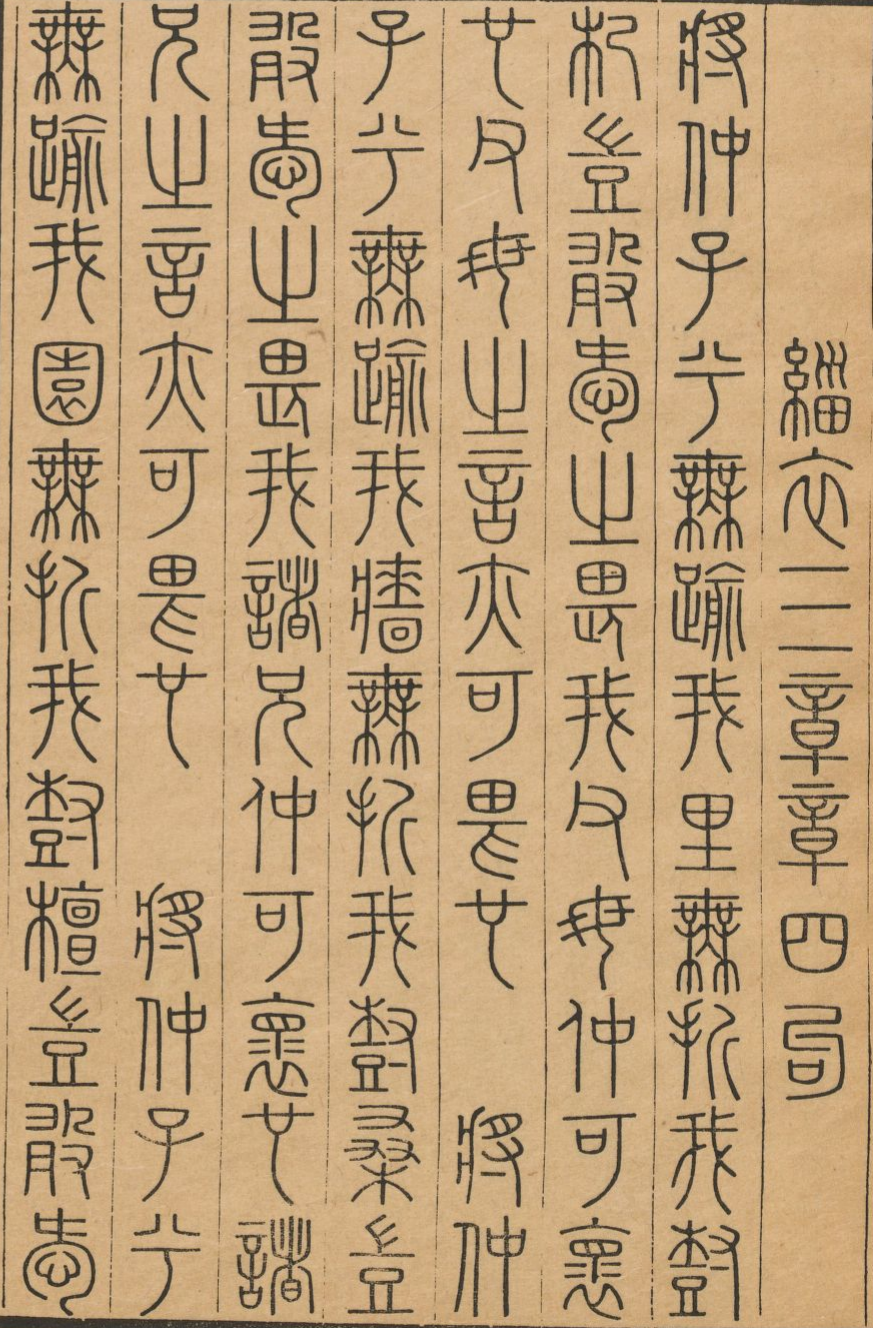 緇衣三章章四句
將仲子兮無踰我里無折我樹
杞豈敢愛之畏我父母仲可懷
也父母之言亦可畏也　將仲
子兮無踰我牆無折我樹桑豈
敢愛之畏我諸兄仲可懷也諸
兄之言亦可畏也　將仲子兮
無踰我園無折我樹檀豈敢愛